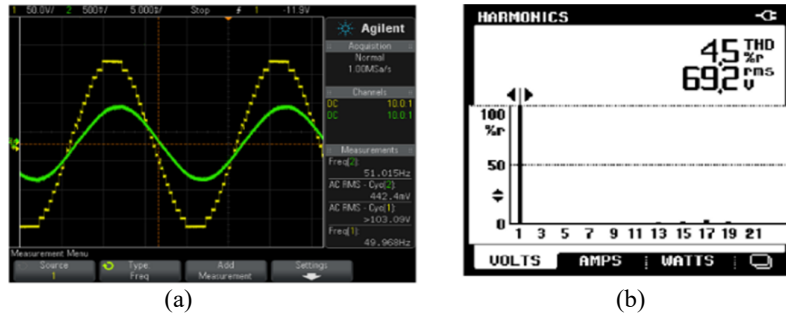 1 50.0V/ 2 500♉/ 5.000♉/ Stop 1 -11.9V
Agilent
Acquisition
Normal
1.00MSa/s
Channels
DC 10.0:1
DC 10.0:1
Measurements
Freq(2):
51.015Hz
AC RMS - Cyc(2):
442.4mV
AC RMS - Cyc(1):
>103.09V
Freq(1):
49.968Hz
Measurement Menu
Source
1
Type:
Freq
Add
Measurement
Settings
(a)
HARMONICS
4,5 THD %r
69,2 rms V
100
%r
50
0
1 3 5 7 9 11 13 15 17 19 21
VOLTS AMPS WATTS
(b)